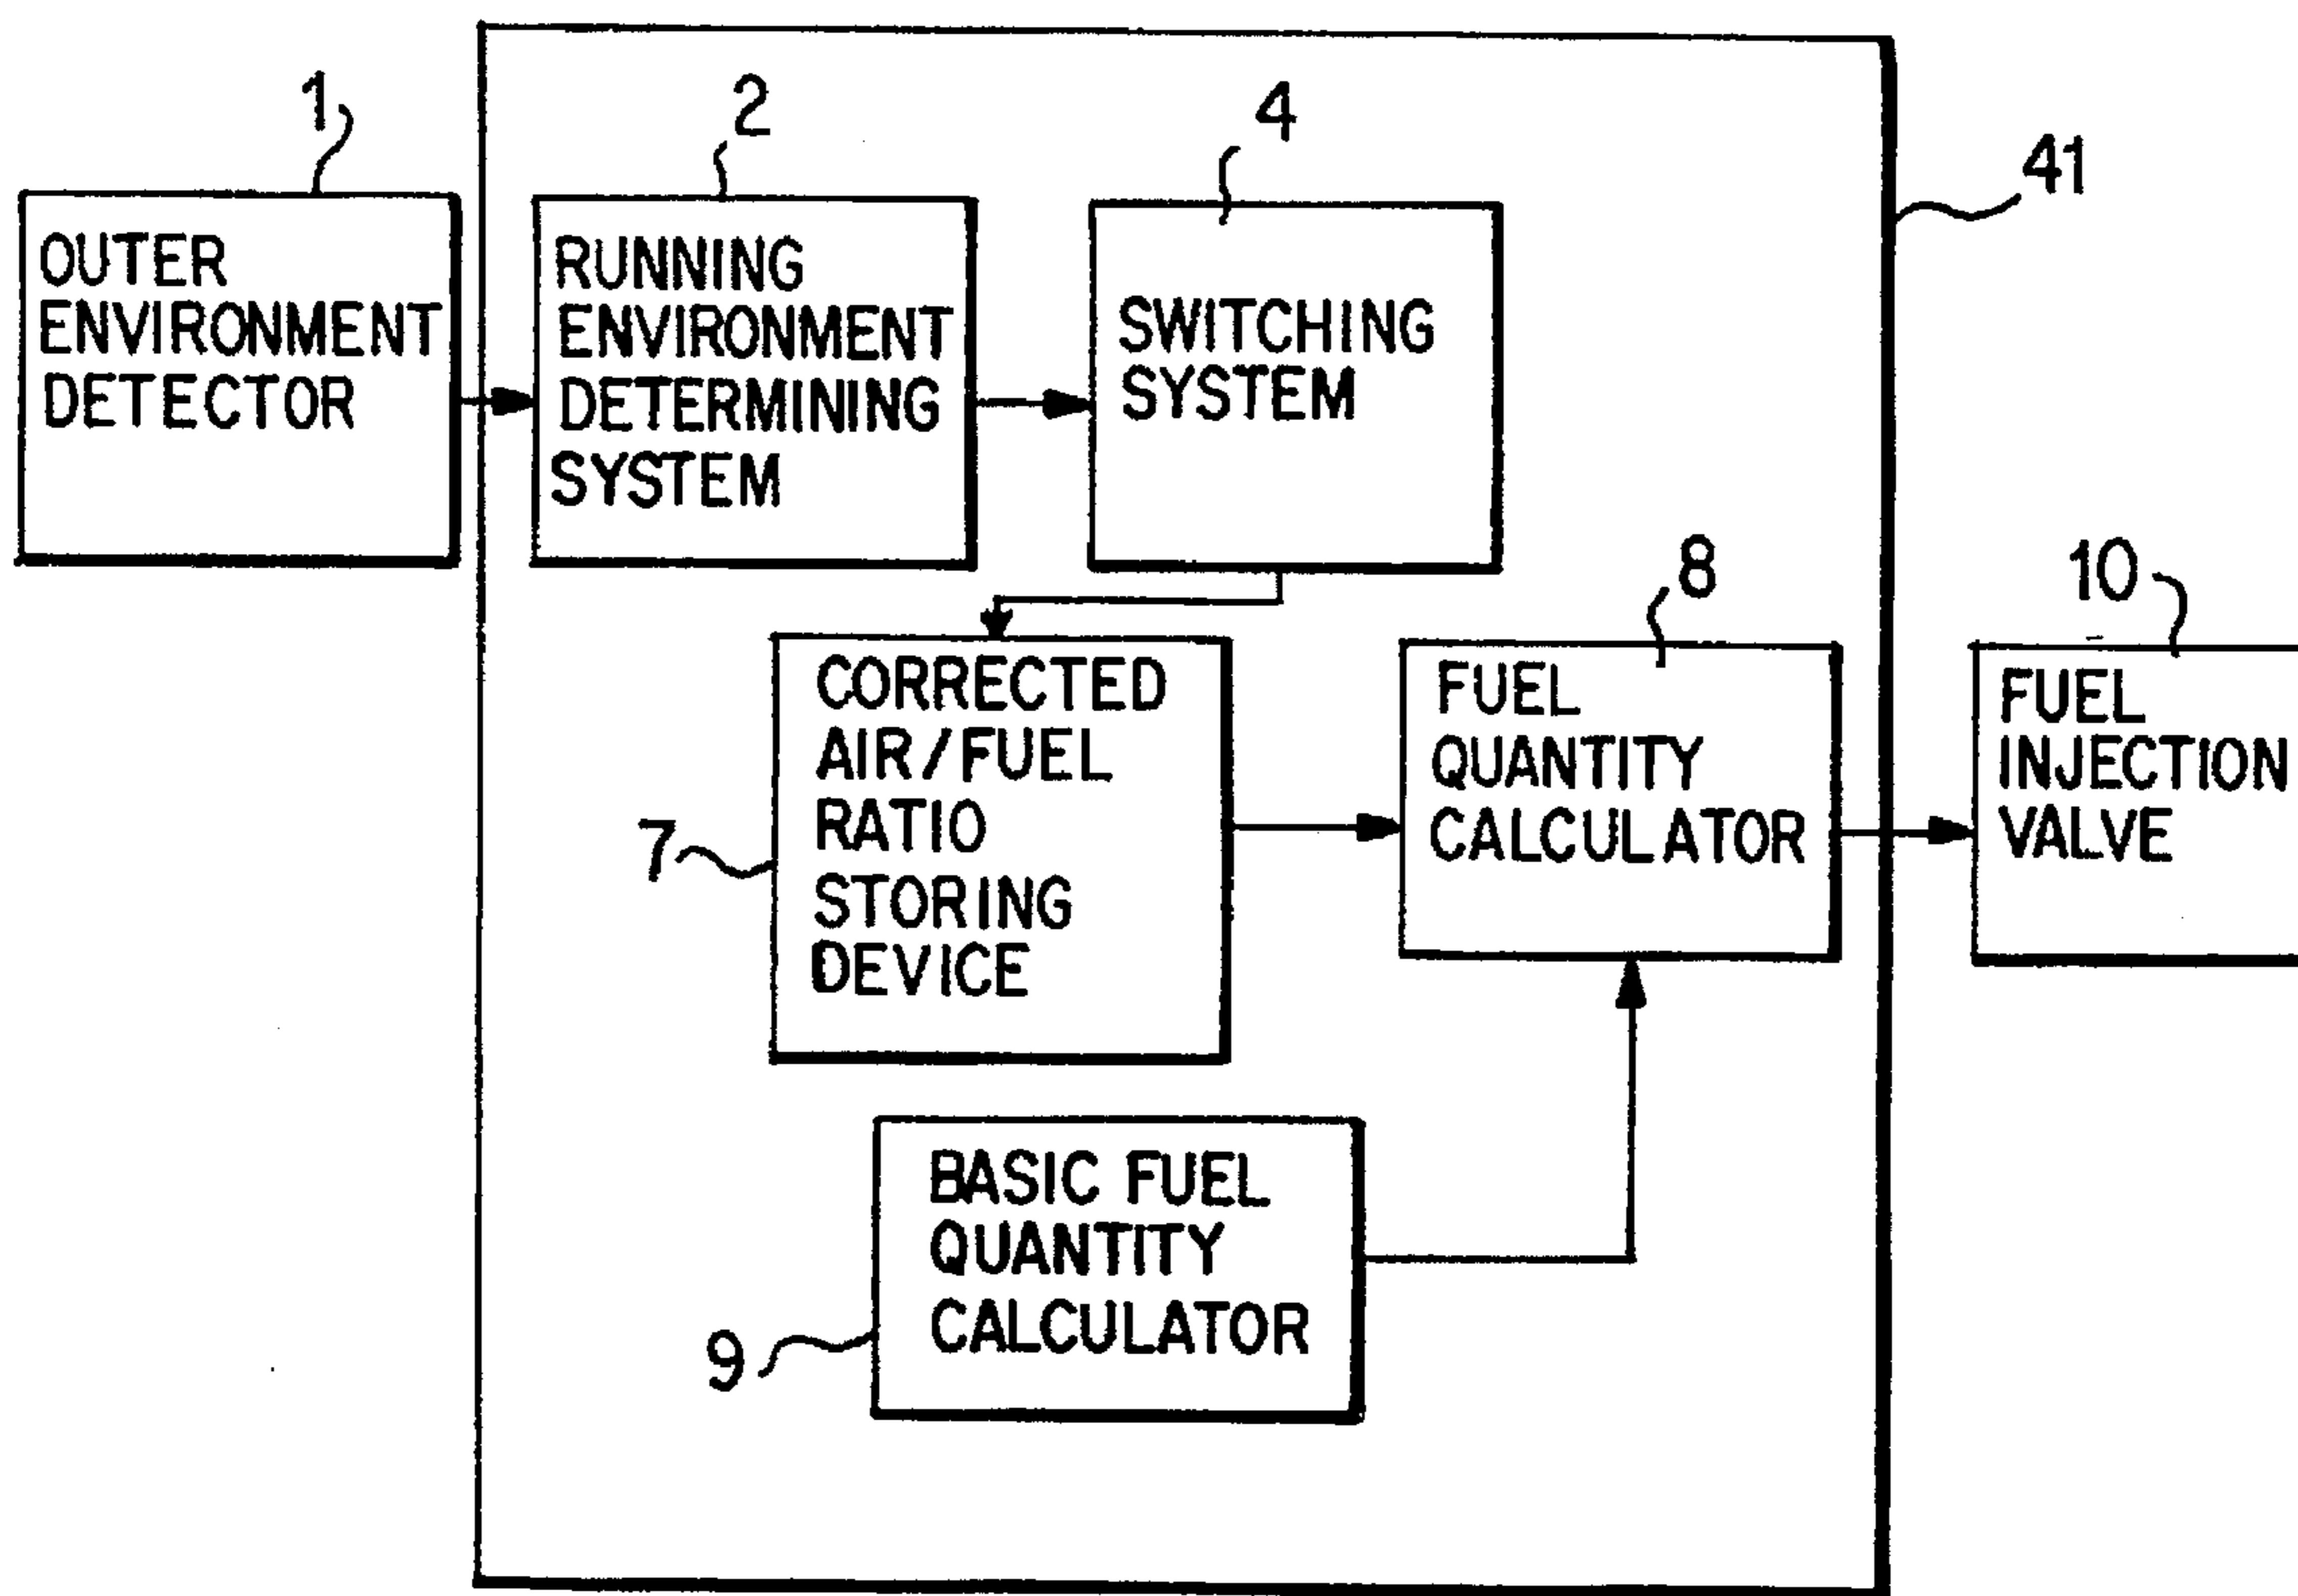 1
2
4
41
OUTER
ENVIRONMENT
DETECTOR
RUNNING
ENVIRONMENT
DETERMINING
SYSTEM
SWITCHING
SYSTEM
7
CORRECTED
AIR/FUEL
RATIO
STORING
DEVICE
8
FUEL
QUANTITY
CALCULATOR
10
FUEL
INJECTION
VALVE
9
BASIC FUEL
QUANTITY
CALCULATOR